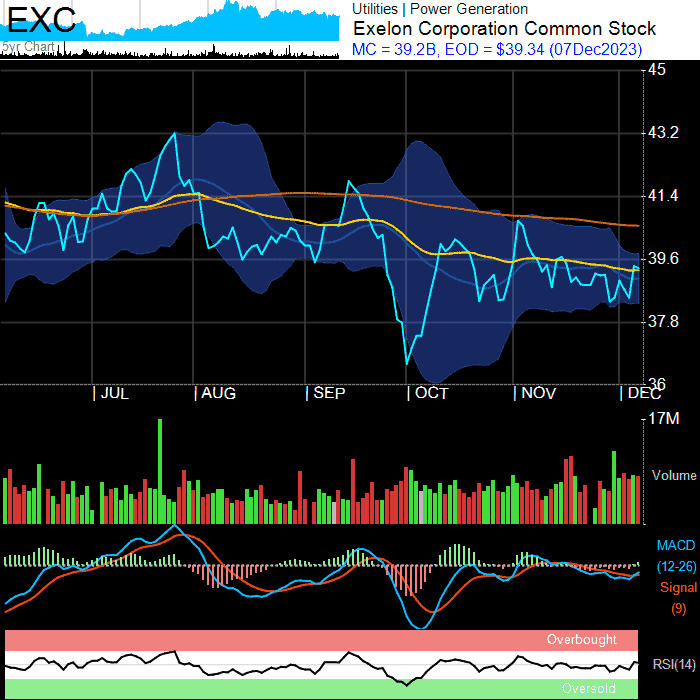 EXC
5yr Chart
Utilities | Power Generation
Exelon Corporation Common Stock
MC = 39.2B, EOD = $39.34 (07Dec2023)
45
43.2
41.4
39.6
37.8
36
JUL
AUG
SEP
OCT
NOV
DEC
17M
Volume
MACD
(12-26)
Signal
(9)
Overbought
RSI(14)
Oversold